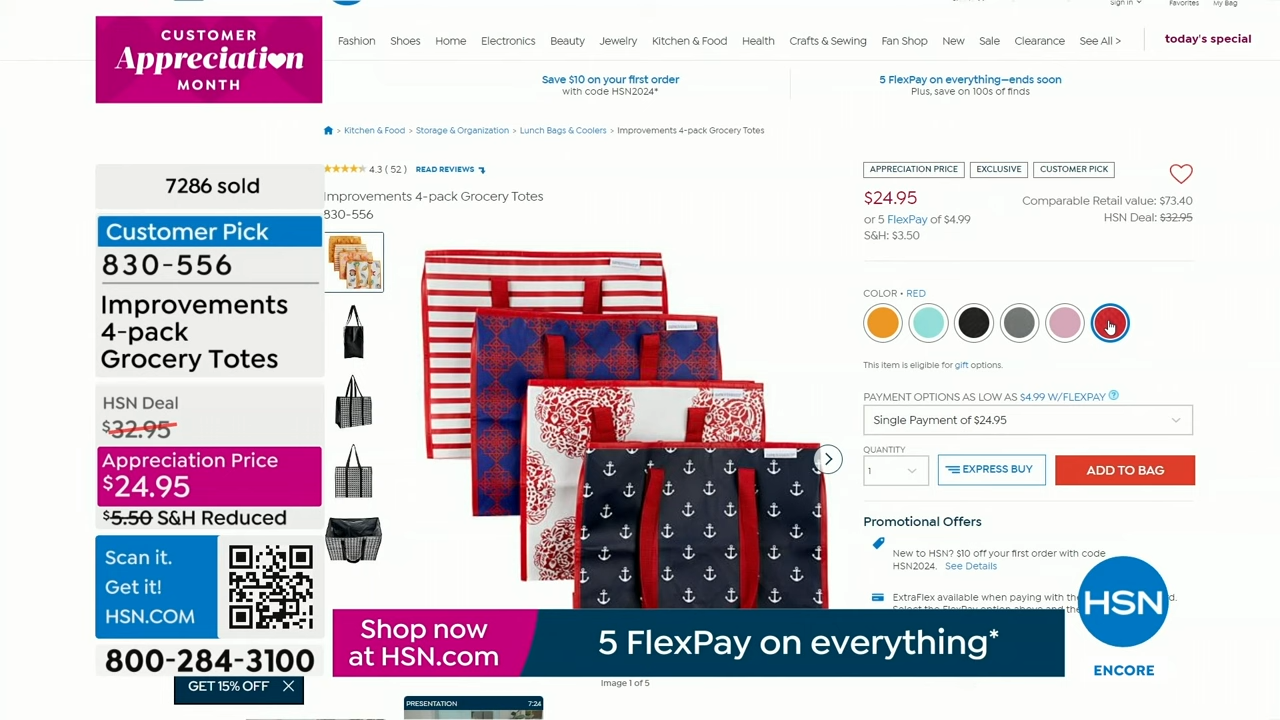 Sign In
Favorites
My Bag
CUSTOMER
Appreciation
MONTH
Fashion Shoes Home Electronics Beauty Jewelry Kitchen & Food Health Crafts & Sewing Fan Shop New Sale Clearance See All >
today's special
Save $10 on your first order
with code HSN2024*
5 FlexPay on everything—ends soon
Plus, save on 100s of finds
> Kitchen & Food > Storage & Organization > Lunch Bags & Coolers > Improvements 4-pack Grocery Totes
7286 sold
Customer Pick
830-556
Improvements
4-pack
Grocery Totes
HSN Deal
$32.95
Appreciation Price
$24.95
$5.50 S&H Reduced
Scan it.
Get it!
HSN.COM
800-284-3100
GET 15% OFF
4.3 ( 52 ) READ REVIEWS
Improvements 4-pack Grocery Totes
830-556
APPRECIATION PRICE
EXCLUSIVE
CUSTOMER PICK
$24.95
or 5 FlexPay of $4.99
S&H: $3.50
Comparable Retail value: $73.40
HSN Deal: $32.95
COLOR • RED
This item is eligible for gift options.
PAYMENT OPTIONS AS LOW AS $4.99 W/FLEXPAY ?
Single Payment of $24.95
QUANTITY
1
EXPRESS BUY
ADD TO BAG
Promotional Offers
New to HSN? $10 off your first order with code
HSN2024. See Details
ExtraFlex available when paying with the
Select the FlexPay option above and the
HSN
ENCORE
Shop now
at HSN.com
5 FlexPay on everything*
Image 1 of 5
PRESENTATION 7:24